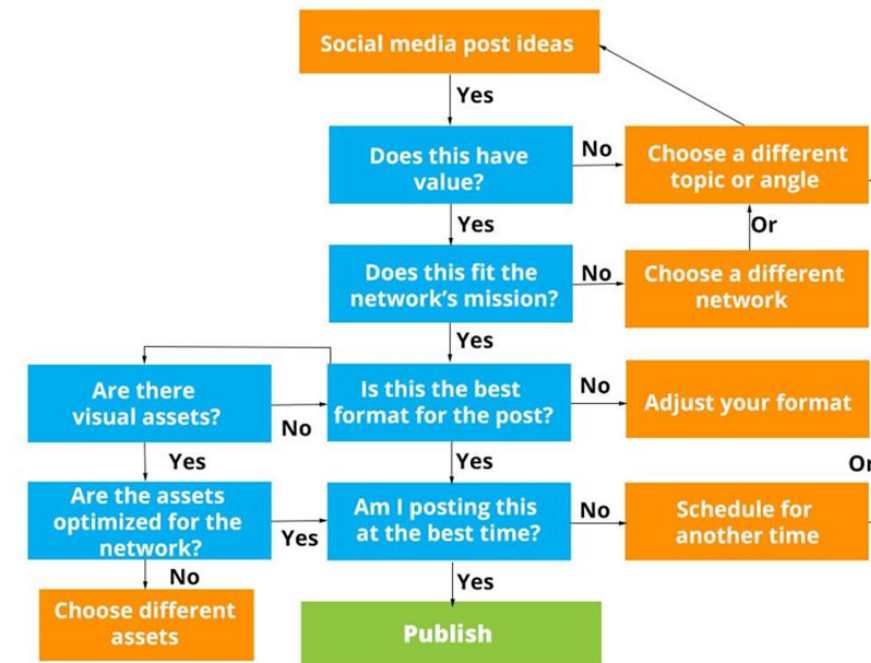 Social media post ideas
Yes
Does this have
value?
No
Choose a different
topic or angle
Yes
Or
Does this fit the
network's mission?
No
Choose a different
network
Yes
Are there
visual assets?
No
Is this the best
format for the post?
No
Adjust your format
Yes
Yes
Or
Are the assets
optimized for the
network?
Yes
Am I posting this
at the best time?
No
Schedule for
another time
No
Yes
Choose different
assets
Publish